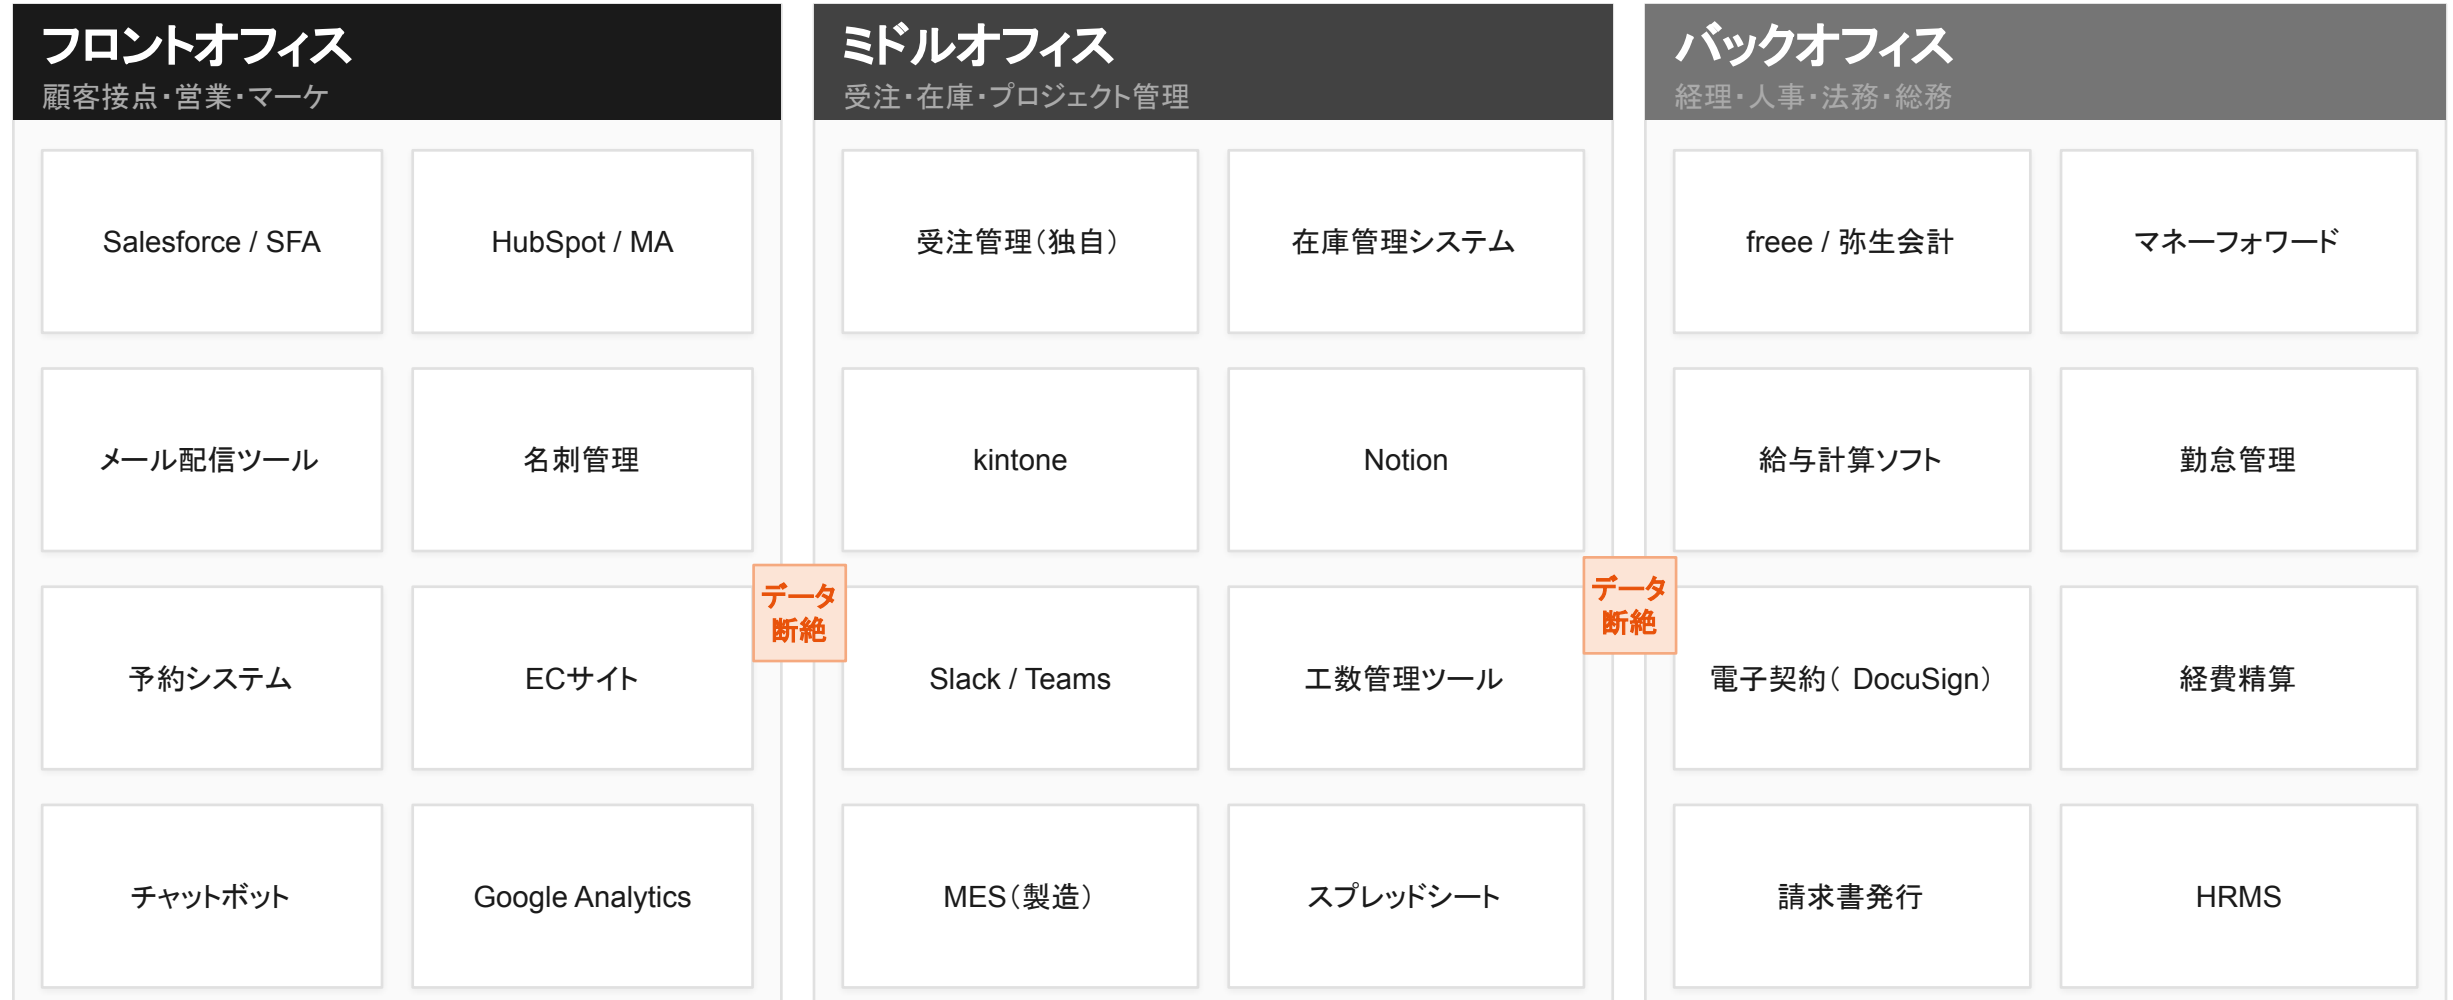 フロントオフィス
顧客接点・営業・マーケ
Salesforce / SFA
HubSpot / MA
メール配信ツール
名刺管理
予約システム
ECサイト
チャットボット
Google Analytics
データ
断絶
ミドルオフィス
受注・在庫・プロジェクト管理
受注管理（独自）
在庫管理システム
kintone
Notion
Slack / Teams
工数管理ツール
MES（製造）
スプレッドシート
データ
断絶
バックオフィス
経理・人事・法務・総務
freee / 弥生会計
マネーフォワード
給与計算ソフト
勤怠管理
電子契約（ DocuSign）
経費精算
請求書発行
HRMS